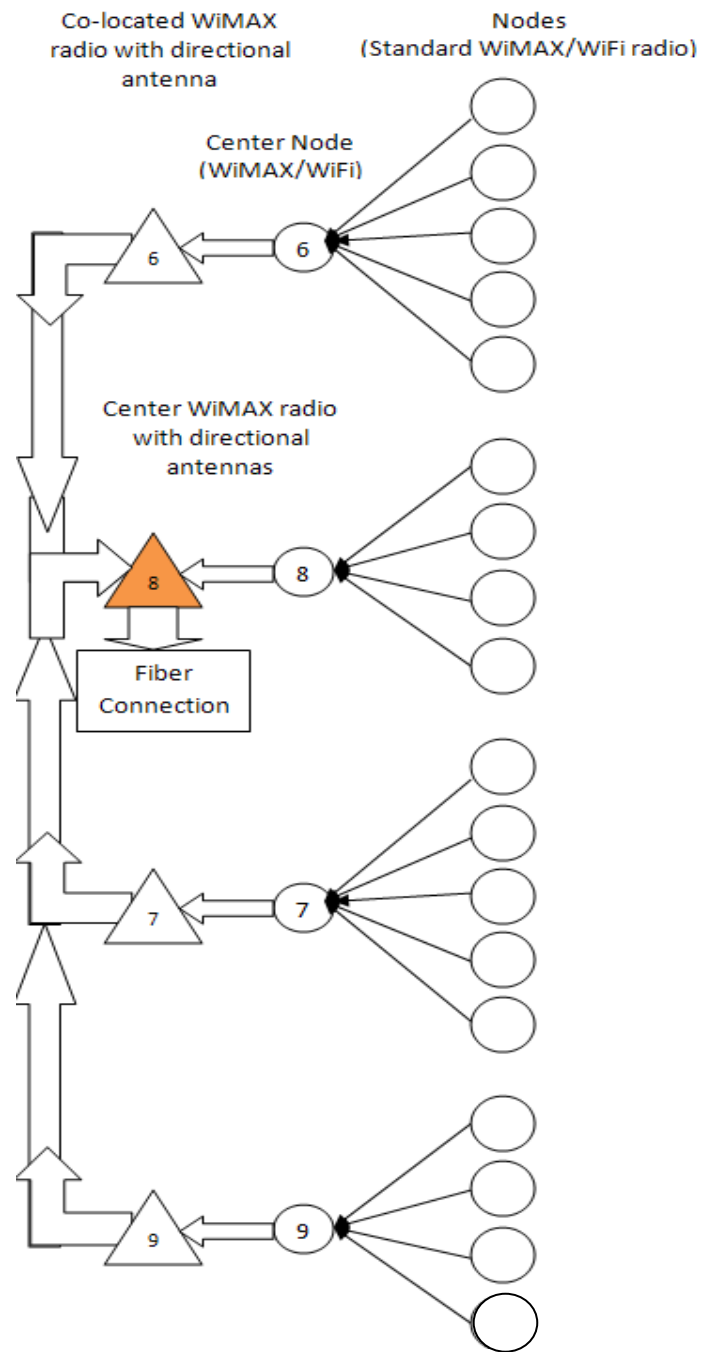 Co-located WiMAX
radio with directional
antenna
Nodes
(Standard WiMAX/WiFi radio)
Center Node
(WiMAX/WiFi)
6
6
Center WiMAX radio
with directional
antennas
8
8
Fiber
Connection
7
7
9
9